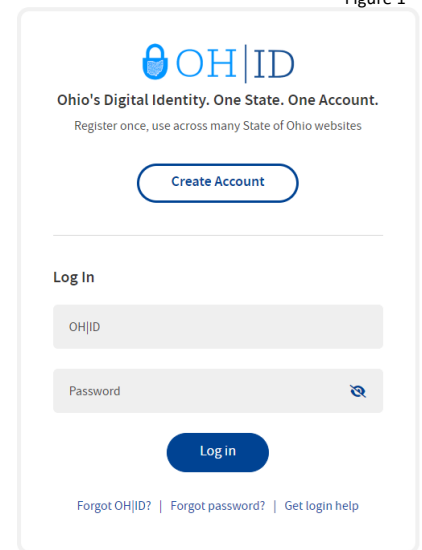 Figure 1
OH|ID
Ohio's Digital Identity. One State. One Account.
Register once, use across many State of Ohio websites
Create Account
Log In
OH|ID
Password
Log in
Forgot OH|ID? | Forgot password? | Get login help